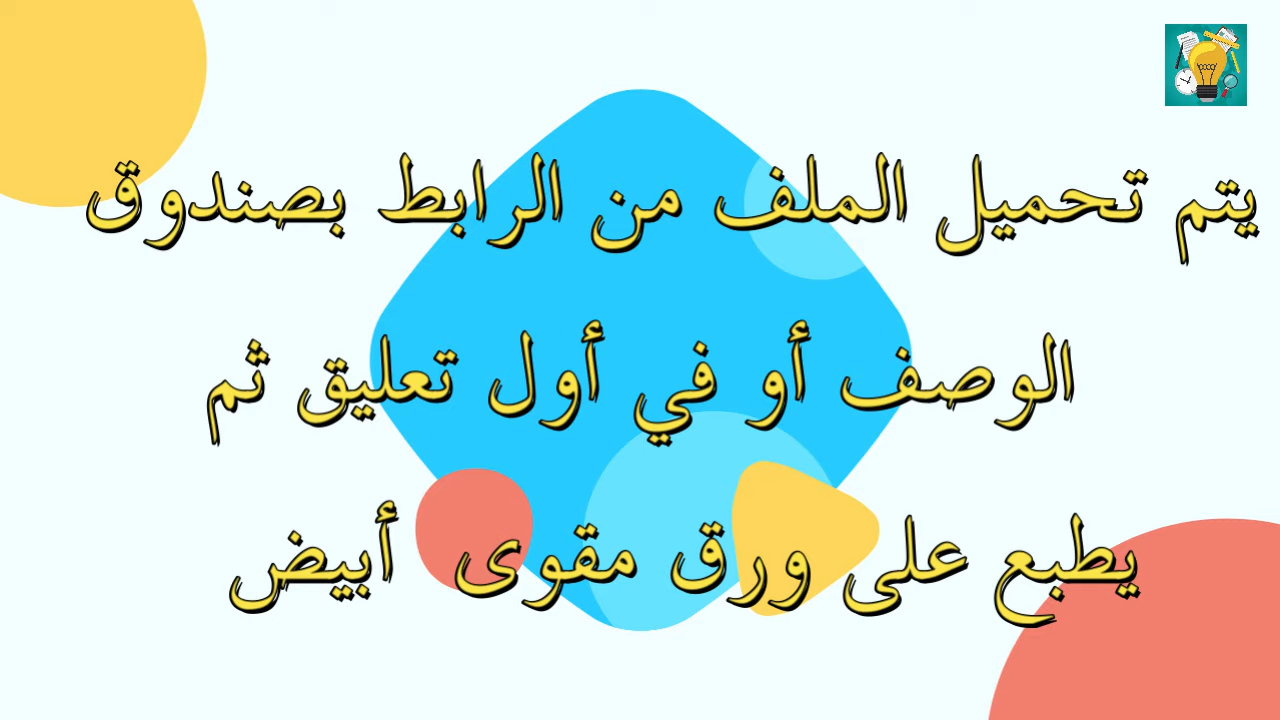 يتم تحميل الملف من الرابط بصندوق
الوصف أو في أول تعليق ثم
يطبع على ورق مقوى أبيض